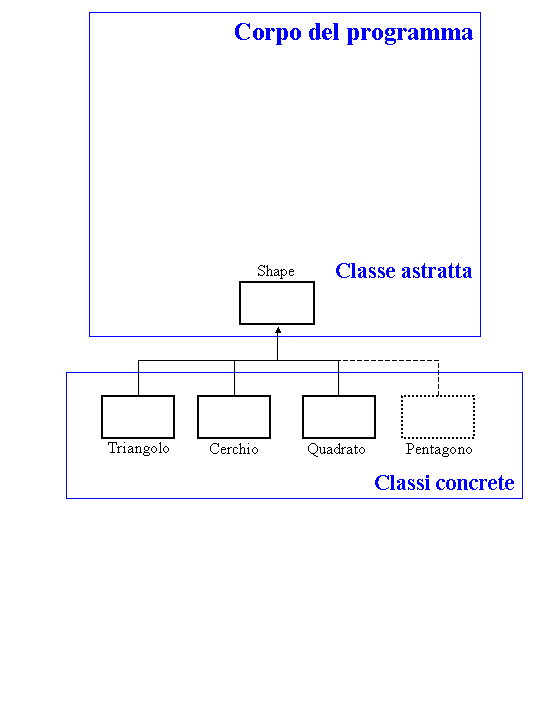 Corpo del programma
Shape
Classe astratta
Triangolo
Cerchio
Quadrato
Pentagono
Classi concrete